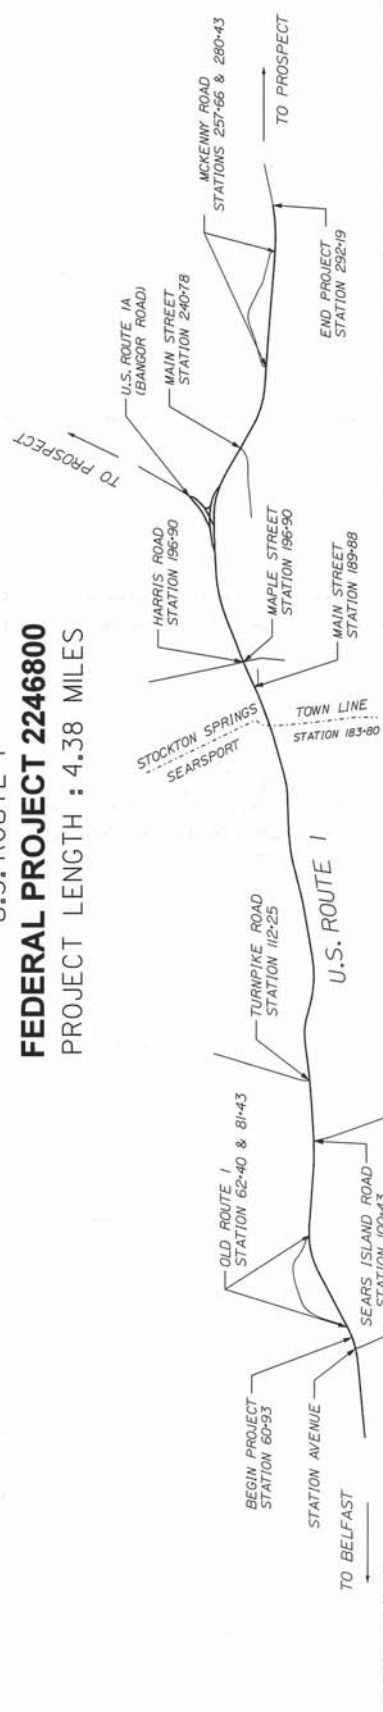 FEDERAL PROJECT 2246800
PROJECT LENGTH : 4.38 MILES
TO BELFAST
STATION AVENUE
BEGIN PROJECT
STATION 60+93
OLD ROUTE 1
STATION 62+40 & 81+43
SEARS ISLAND ROAD
TURNPIKE ROAD
STATION 112+25
U.S. ROUTE 1
STOCKTON SPRINGS
SEARSPORT
TOWN LINE
STATION 183+80
MAIN STREET
STATION 189+88
HARRIS ROAD
STATION 196+90
MAPLE STREET
STATION 196+90
TO PROSPECT
U.S. ROUTE 1A
(BANGOR ROAD)
MAIN STREET
STATION 240+78
MCKENNY ROAD
STATIONS 257+66 & 280+43
END PROJECT
STATION 292+19
TO PROSPECT